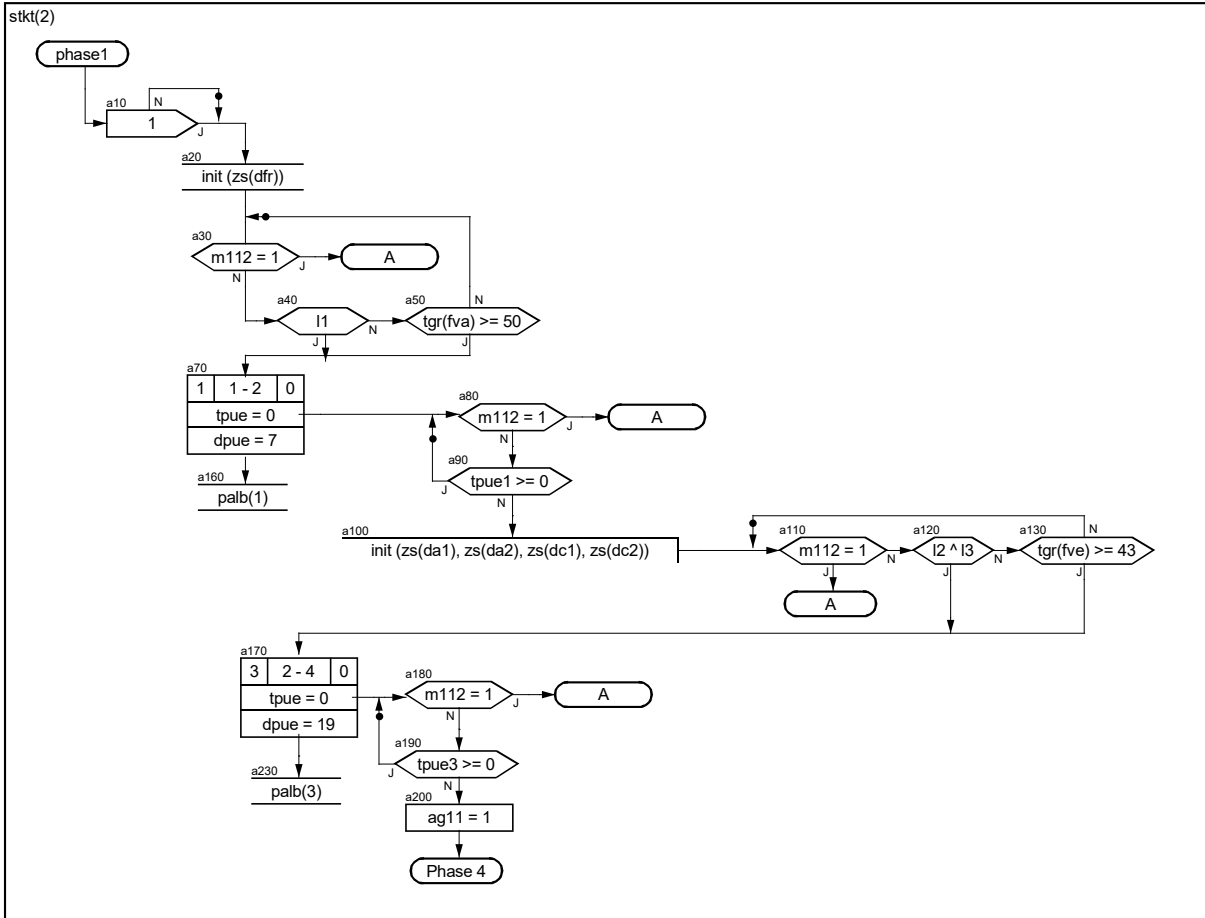 stkt(2)
phase1
a10
N
1
J
a20
init (zs(dfr))
a30
m112 = 1
J
A
N
a40
l1
N
J
a50
N
tgr(fva) >= 50
J
a70
1 1 - 2 0
tpue = 0
dpue = 7
a160
palb(1)
a80
m112 = 1
J
A
N
a90
tpue1 >= 0
J
N
a100
init (zs(da1), zs(da2), zs(dc1), zs(dc2))
a110
m112 = 1
N
J
A
a120
l2 ^ l3
N
J
a130
N
tgr(fve) >= 43
J
a170
3 2 - 4 0
tpue = 0
dpue = 19
a230
palb(3)
a180
m112 = 1
J
A
N
a190
tpue3 >= 0
J
N
a200
ag11 = 1
Phase 4